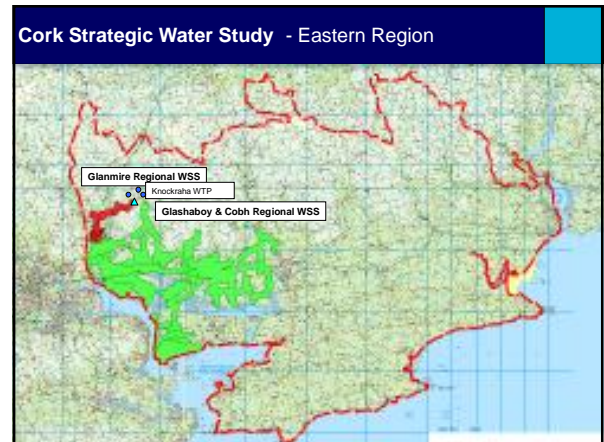 Cork Strategic Water Study - Eastern Region
Glanmire Regional WSS
Knockraha WTP
Glashaboy & Cobh Regional WSS